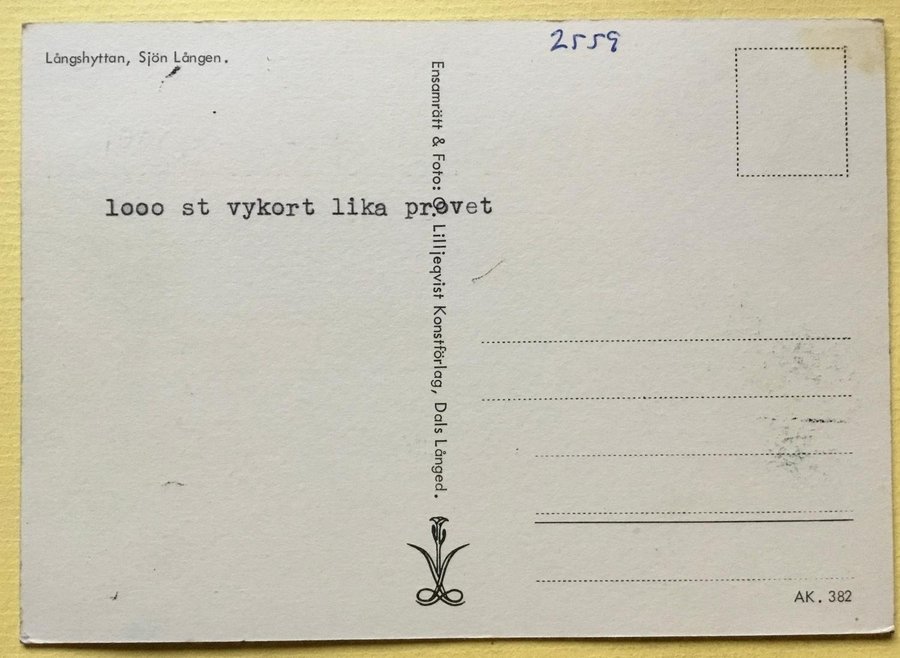 2559
Långshyttan, Sjön Lången.
looo st vykort lika provet
Ensamrätt & Foto: O. Lilljeqvist Konstförlag, Dals Långed.
AK. 382